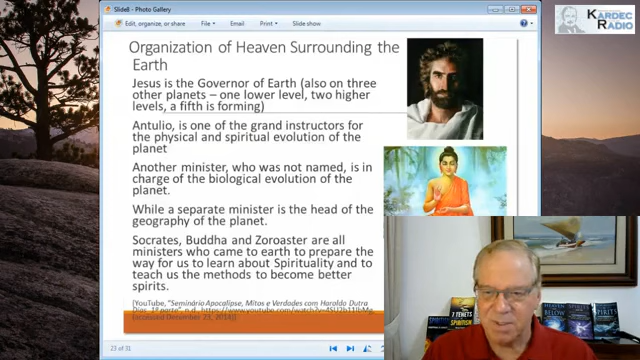 Slide8 - Photo Gallery
Edit, organize, or share
File
Email
Print
Slide show
KARDEC
RADIO
Organization of Heaven Surrounding the
Earth
Jesus is the Governor of Earth (also on three
other planets – one lower level, two higher
levels, a fifth is forming)
Antulio, is one of the grand instructors for
the physical and spiritual evolution of the
planet
Another minister, who was not named, is in
charge of the biological evolution of the
planet.
While a separate minister is the head of the
geography of the planet.
Socrates, Buddha and Zoroaster are all
ministers who came to earth to prepare the
way for us to learn about Spirituality and to
teach us the methods to become better
spirits.
[YouTube, "Seminário Apocalipse, Mitos e Verdades com Haroldo Dutra
Dias, 1ª parte", n.d.,
(accessed December 23, 2014)]
23 of 31
7 TENETS
SPIRITISM
HEAVEN
BELOW
SPIRITS
SPIRITS